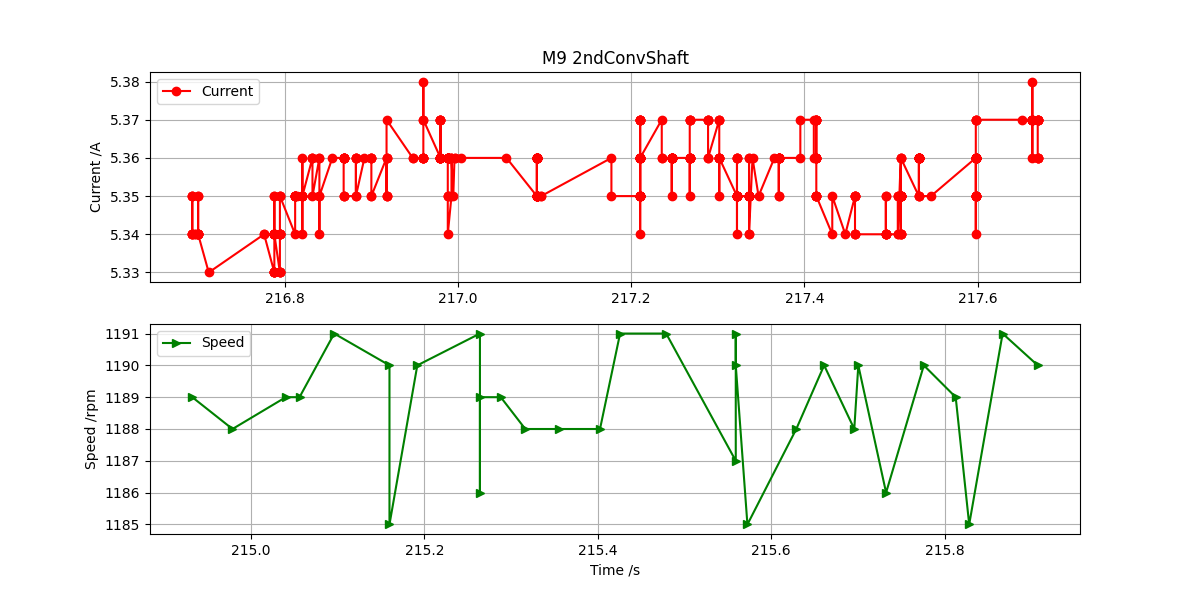 M9 2ndConvShaft
Current
Current /A
5.38
5.37
5.36
5.35
5.34
5.33
216.8 217.0 217.2 217.4 217.6
Speed
Speed /rpm
1191
1190
1189
1188
1187
1186
1185
215.0 215.2 215.4 215.6 215.8
Time /s